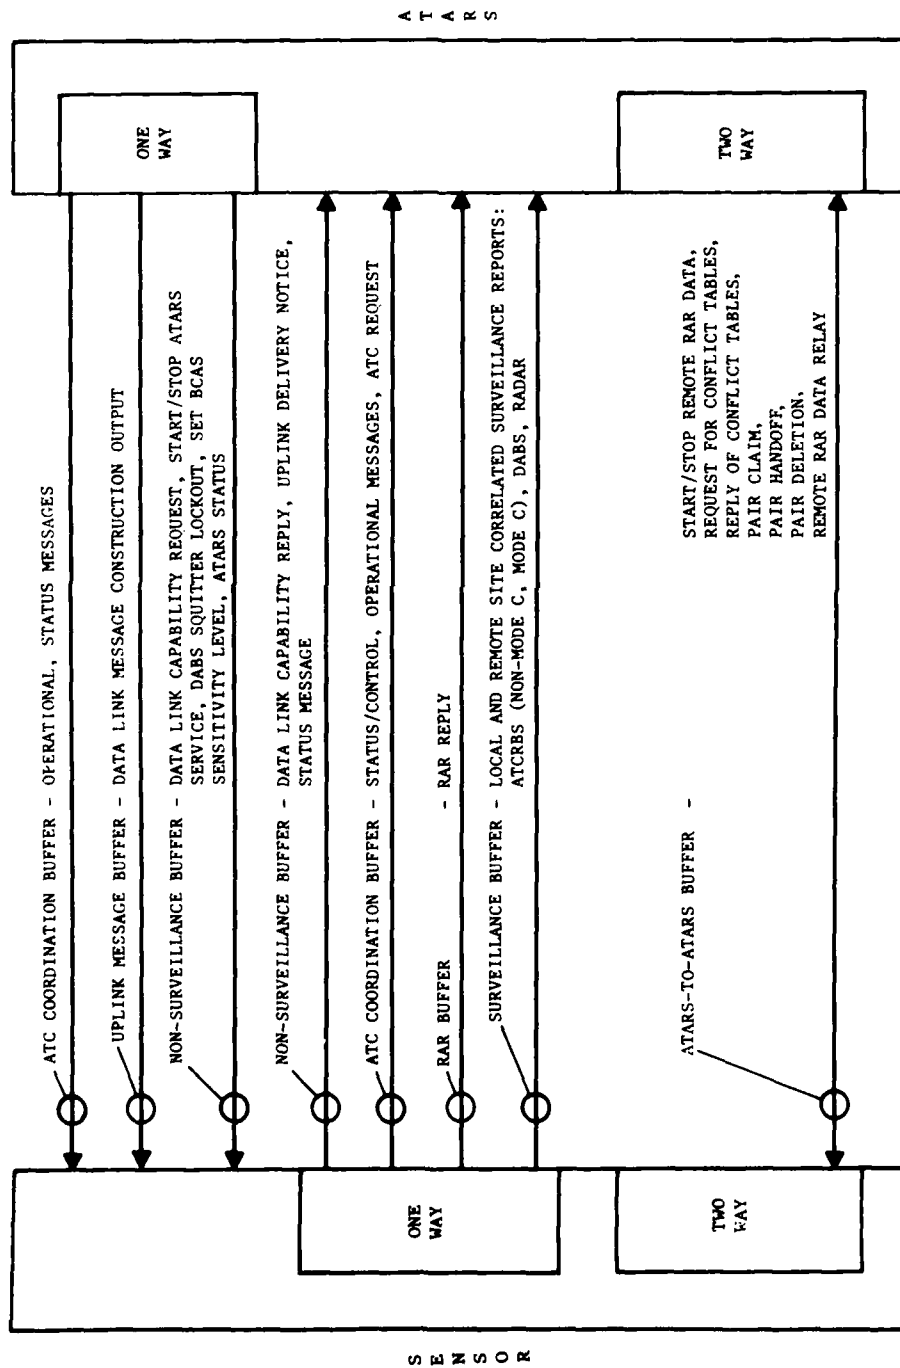 SENSOR
ATARS
ONE
WAY
ATC COORDINATION BUFFER - OPERATIONAL, STATUS MESSAGES
UPLINK MESSAGE BUFFER - DATA LINK MESSAGE CONSTRUCTION OUTPUT
NON-SURVEILLANCE BUFFER - DATA LINK CAPABILITY REQUEST, START/STOP ATARS
SERVICE, DABS SQUITTER LOCKOUT, SET BCAS
SENSITIVITY LEVEL, ATARS STATUS
NON-SURVEILLANCE BUFFER - DATA LINK CAPABILITY REPLY, UPLINK DELIVERY NOTICE,
STATUS MESSAGE
ONE
WAY
ATC COORDINATION BUFFER - STATUS/CONTROL, OPERATIONAL MESSAGES, ATC REQUEST
RAR BUFFER - RAR REPLY
SURVEILLANCE BUFFER - LOCAL AND REMOTE SITE CORRELATED SURVEILLANCE REPORTS:
ATCRBS (NON-MODE C, MODE C), DABS, RADAR
TWO
WAY
ATARS-TO-ATARS BUFFER -
START/STOP REMOTE RAR DATA,
REQUEST FOR CONFLICT TABLES,
REPLY OF CONFLICT TABLES,
PAIR CLAIM,
PAIR HANDOFF,
PAIR DELETION,
REMOTE RAR DATA RELAY
TWO
WAY